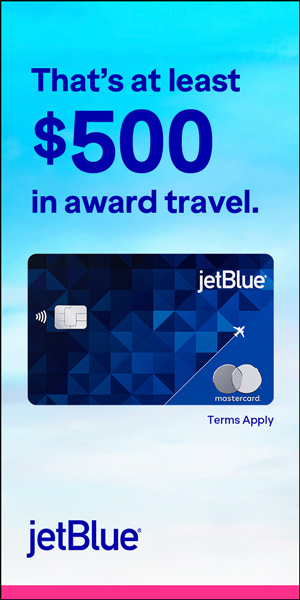 That's at least
$500
in award travel.
jetBlue®
mastercard.
Terms Apply
jetBlue®